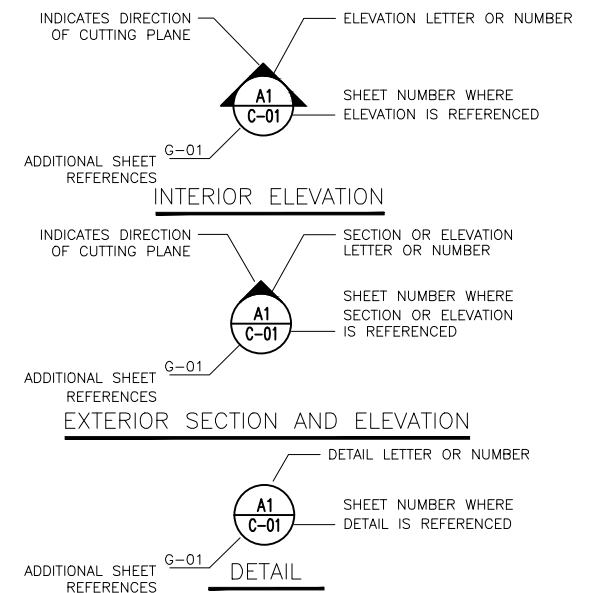 INDICATES DIRECTION
OF CUTTING PLANE
ELEVATION LETTER OR NUMBER
A1
C-01
SHEET NUMBER WHERE
ELEVATION IS REFERENCED
G-01
ADDITIONAL SHEET
REFERENCES
INTERIOR ELEVATION
INDICATES DIRECTION
OF CUTTING PLANE
SECTION OR ELEVATION
LETTER OR NUMBER
A1
C-01
SHEET NUMBER WHERE
SECTION OR ELEVATION
IS REFERENCED
G-01
ADDITIONAL SHEET
REFERENCES
EXTERIOR SECTION AND ELEVATION
DETAIL LETTER OR NUMBER
A1
C-01
SHEET NUMBER WHERE
DETAIL IS REFERENCED
G-01
ADDITIONAL SHEET
REFERENCES
DETAIL